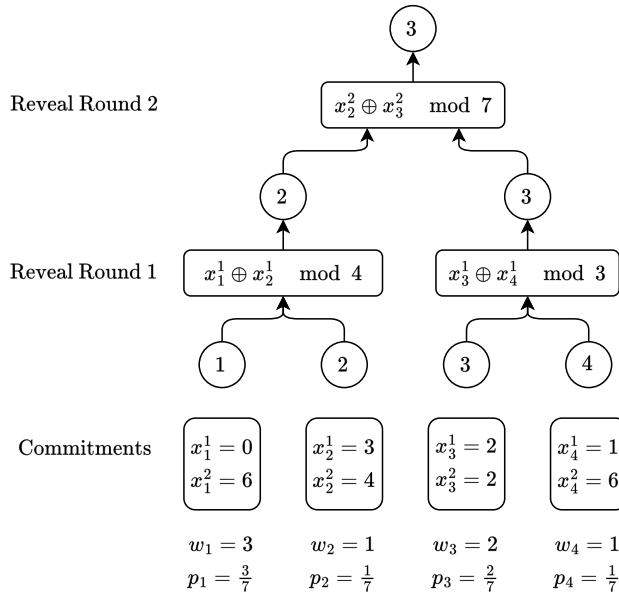 3
Reveal Round 2
x_2^2 ⊕ x_3^2 mod 7
2 3
Reveal Round 1
x_1^1 ⊕ x_2^1 mod 4 x_3^1 ⊕ x_4^1 mod 3
1 2 3 4
Commitments
x_1^1 = 0 x_2^1 = 3 x_3^1 = 2 x_4^1 = 1
x_1^2 = 6 x_2^2 = 4 x_3^2 = 2 x_4^2 = 6
w_1 = 3 w_2 = 1 w_3 = 2 w_4 = 1
p_1 = 3/7 p_2 = 1/7 p_3 = 2/7 p_4 = 1/7